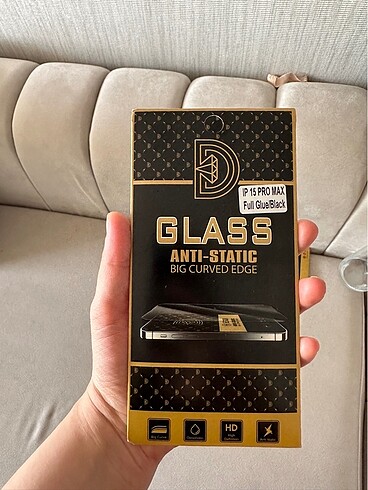 D
IP 15 PRO MAX
Full Glue/Black
GLASS
ANTI-STATIC
BIG CURVED EDGE
HD